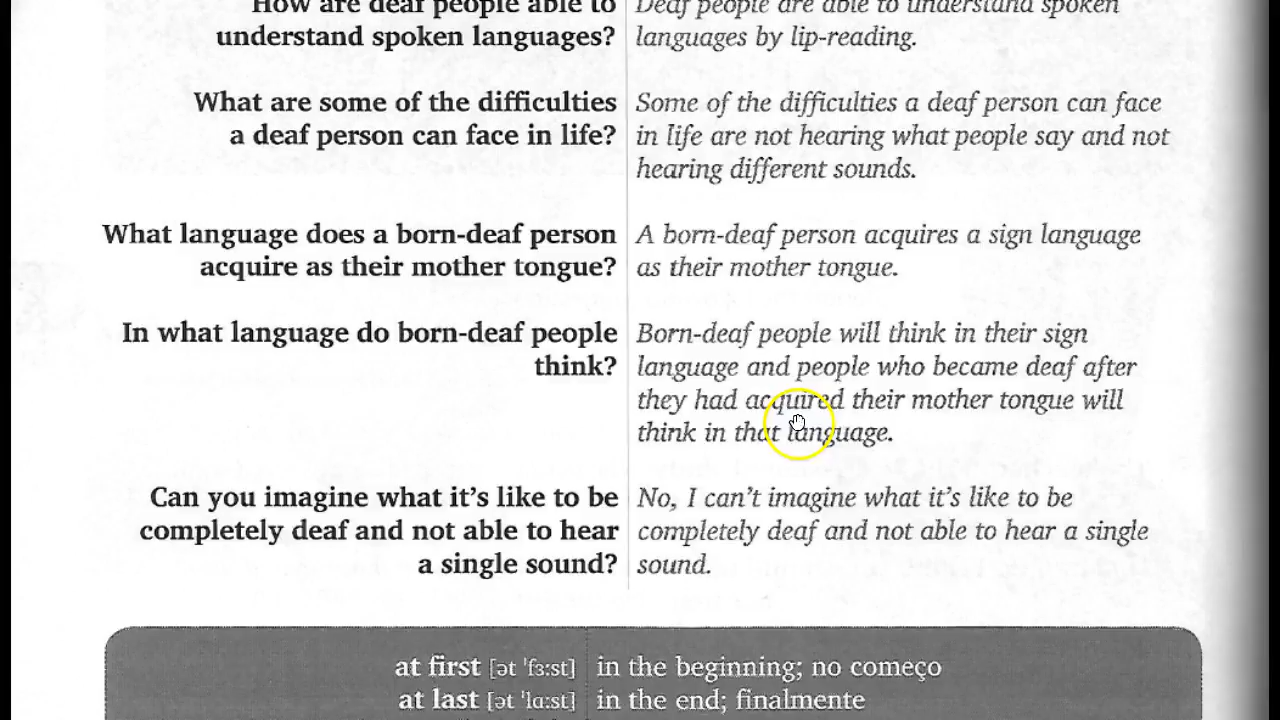 How are deaf people able to
understand spoken languages?
Deaf people are able to understand spoken
languages by lip-reading.
What are some of the difficulties
a deaf person can face in life?
Some of the difficulties a deaf person can face
in life are not hearing what people say and not
hearing different sounds.
What language does a born-deaf person
acquire as their mother tongue?
A born-deaf person acquires a sign language
as their mother tongue.
In what language do born-deaf people
think?
Born-deaf people will think in their sign
language and people who became deaf after
they had acquired their mother tongue will
think in that language.
Can you imagine what it's like to be
completely deaf and not able to hear
a single sound?
No, I can't imagine what it's like to be
completely deaf and not able to hear a single
sound.
at first [ət 'fɜ:st] in the beginning; no começo
at last [ət 'lɑ:st] in the end; finalmente